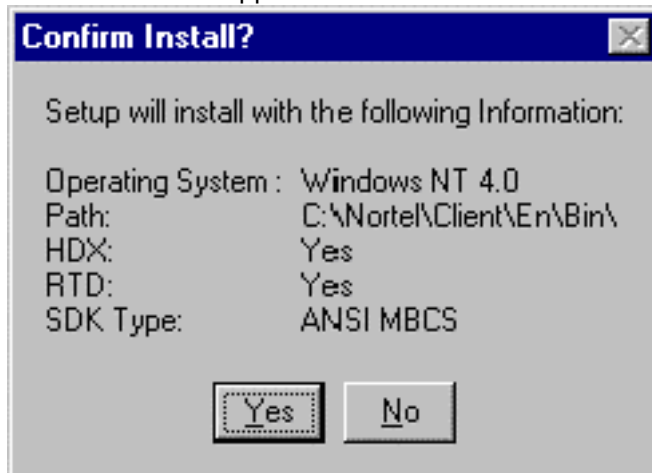 Confirm Install?
Setup will install with the following Information:
Operating System : Windows NT 4.0
Path: C:\Nortel\Client\En\Bin\
HDX: Yes
RTD: Yes
SDK Type: ANSI MBCS
Yes No